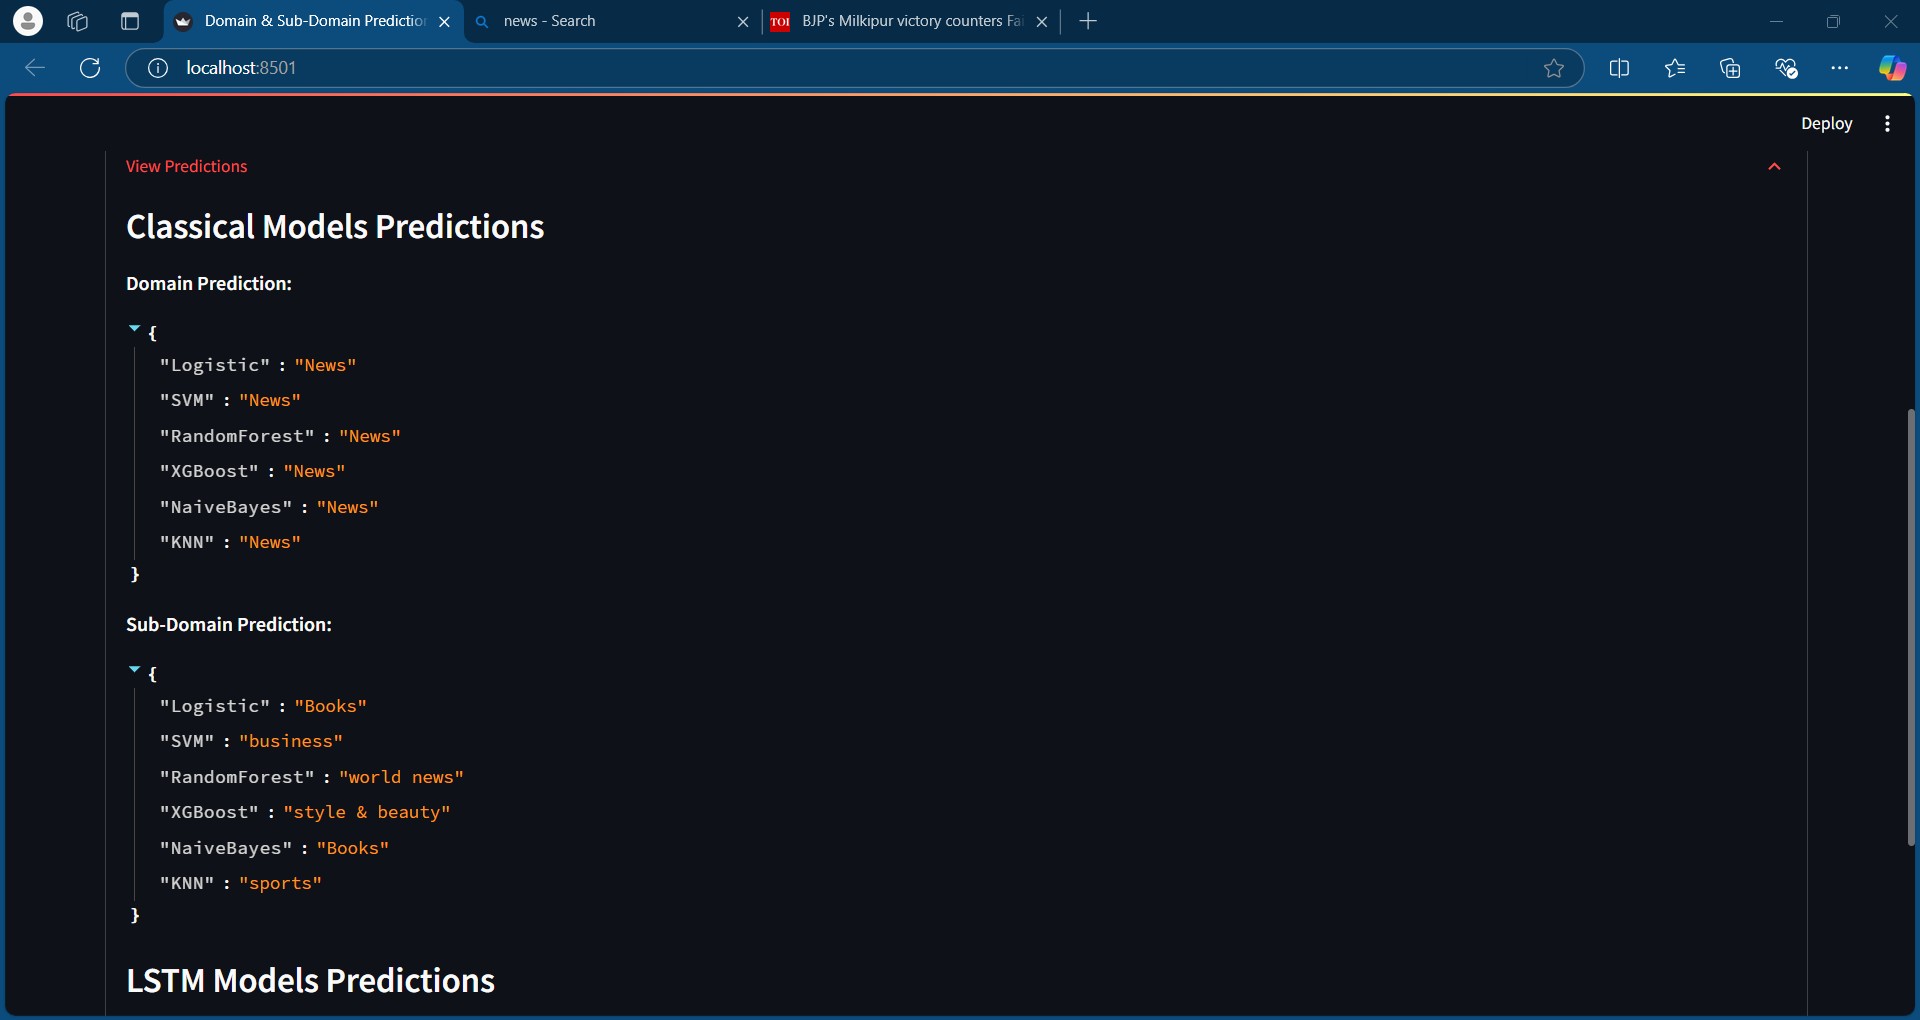 Domain & Sub-Domain Predictio
news - Search
TOI BJP's Milkipur victory counters Fai
localhost:8501
Deploy
View Predictions
Classical Models Predictions
Domain Prediction:
{
"Logistic" : "News"
"SVM" : "News"
"RandomForest" : "News"
"XGBoost" : "News"
"NaiveBayes" : "News"
"KNN" : "News"
}
Sub-Domain Prediction:
{
"Logistic" : "Books"
"SVM" : "business"
"RandomForest" : "world news"
"XGBoost" : "style & beauty"
"NaiveBayes" : "Books"
"KNN" : "sports"
}
LSTM Models Predictions